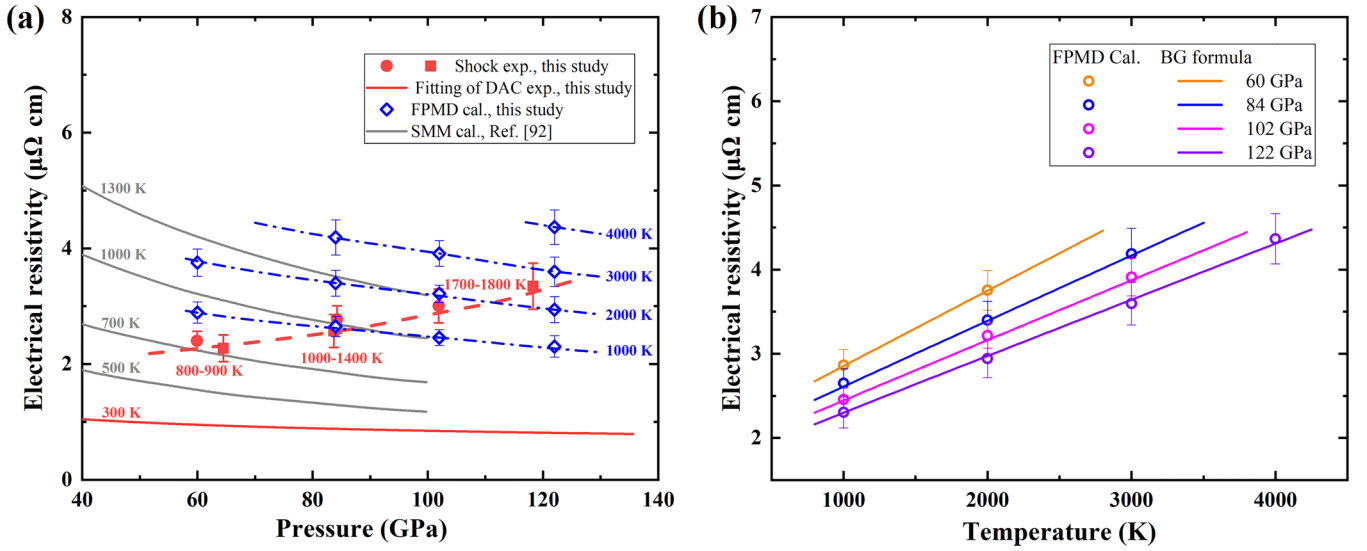 (a)
8
6
4
2
0
Electrical resistivity (μΩ cm)
Shock exp., this study
Fitting of DAC exp., this study
FPMD cal., this study
SMM cal., Ref. [92]
1300 K
1000 K
700 K
500 K
300 K
4000 K
3000 K
2000 K
1000 K
1700-1800 K
1000-1400 K
800-900 K
40
60
80
100
120
140
Pressure (GPa)
(b)
7
6
5
4
3
2
Electrical resistivity (μΩ cm)
FPMD Cal. BG formula
60 GPa
84 GPa
102 GPa
122 GPa
1000
2000
3000
4000
Temperature (K)